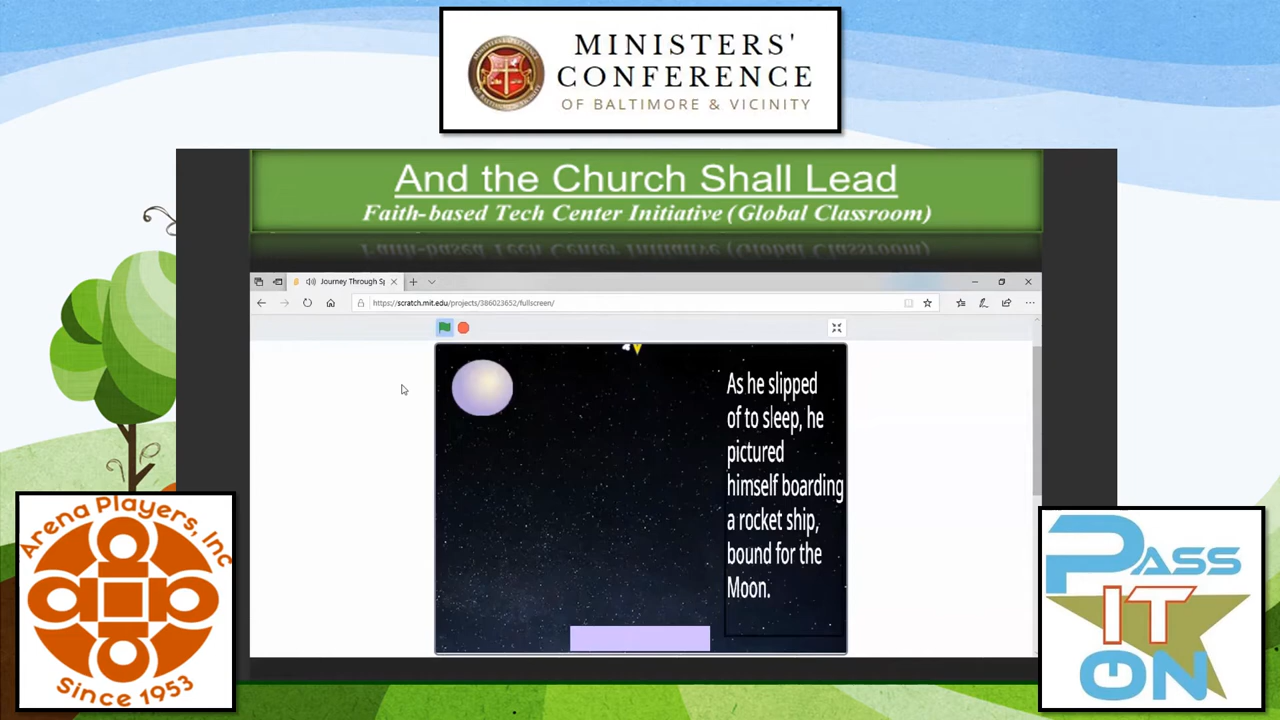 MINISTERS'
CONFERENCE
OF BALTIMORE & VICINITY
And the Church Shall Lead
Faith-based Tech Center Initiative (Global Classroom)
Journey Through Sp
https://scratch.mit.edu/projects/386023652/fullscreen/
As he slipped
of to sleep, he
pictured
himself boarding
a rocket ship,
bound for the
Moon.
Arena Players, Inc
Since 1953
PASS
IT
ON